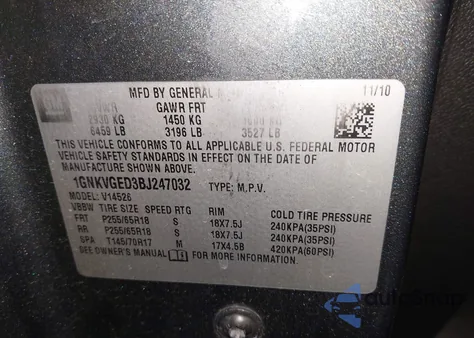 GM
MFD BY GENERAL
11/10
GVWR GAWR FRT
2930 KG 1450 KG
6459 LB 3196 LB 3527 LB
THIS VEHICLE CONFORMS TO ALL APPLICABLE U.S. FEDERAL MOTOR
VEHICLE SAFETY STANDARDS IN EFFECT ON THE DATE OF
MANUFACTURE SHOWN ABOVE.
1GNKVGED3BJ247032 TYPE: M.P.V.
MODEL: V14526
VBBW TIRE SIZE SPEED RTG RIM COLD TIRE PRESSURE
FRT P255/65R18 S 18X7.5J 240KPA(35PSI)
RR P255/65R18 S 18X7.5J 240KPA(35PSI)
SPA T145/70R17 M 17X4.5B 420KPA(60PSI)
SEE OWNER'S MANUAL FOR MORE INFORMATION.